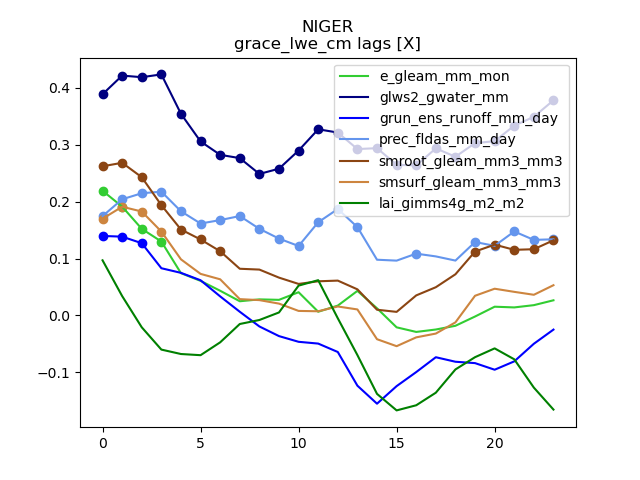 NIGER
grace_lwe_cm lags [X]
e_gleam_mm_mon
glws2_gwater_mm
grun_ens_runoff_mm_day
prec_fldas_mm_day
smroot_gleam_mm3_mm3
smsurf_gleam_mm3_mm3
lai_gimms4g_m2_m2
0.4
0.3
0.2
0.1
0.0
−0.1
0 5 10 15 20